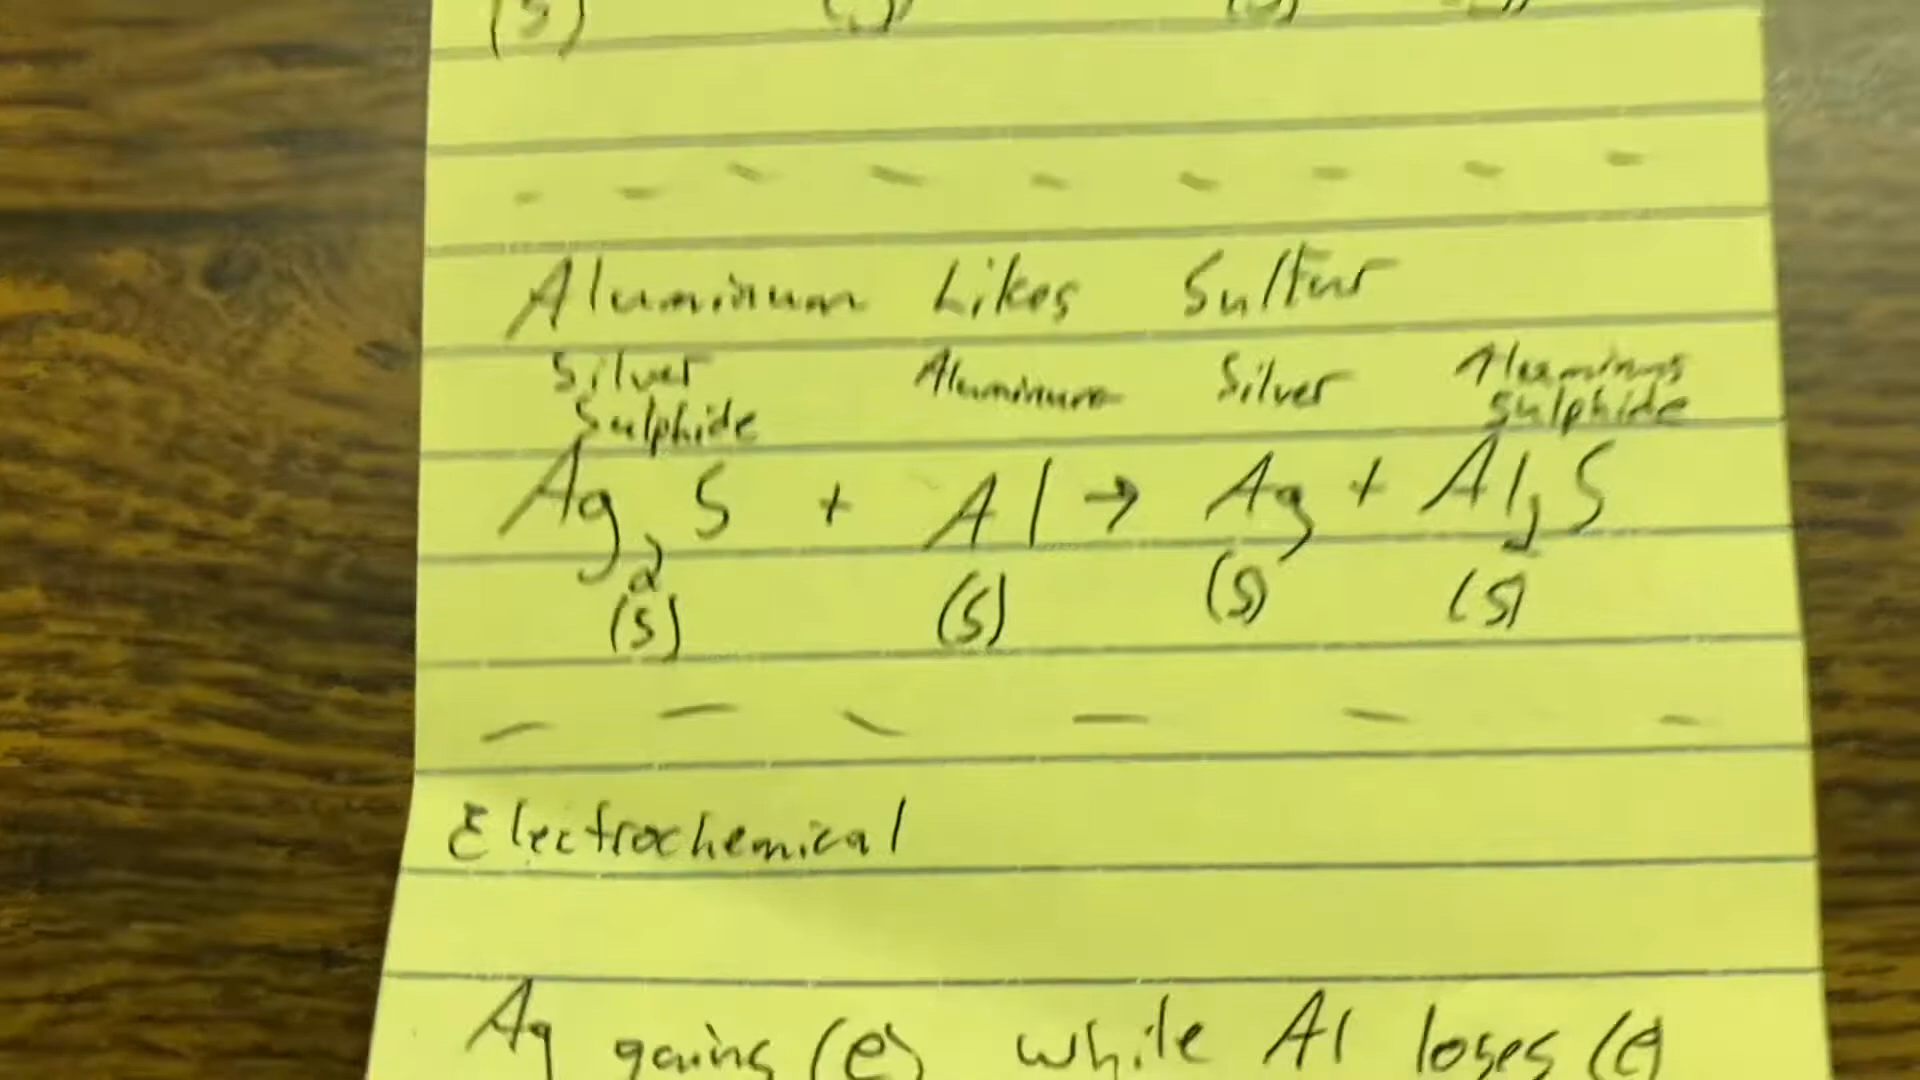 (s)
Aluminum Likes Sulfur
Silver Aluminum Silver Aluminum
Sulphide Sulphide
Ag2S + Al → Ag + Al2S
(s) (s) (s) (s)
Electrochemical
Ag gains (e) while Al loses (e)